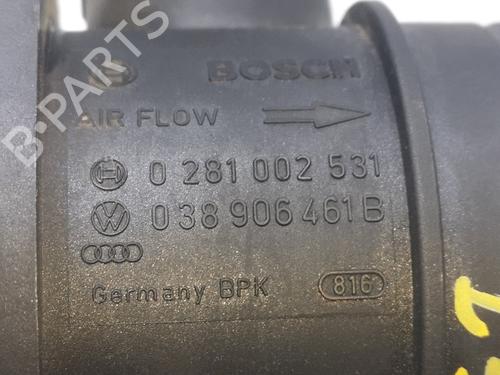 BOSCH
AIR FLOW
0 281 002 531
038 906 461 B
Germany BPK
816
B-PARTS